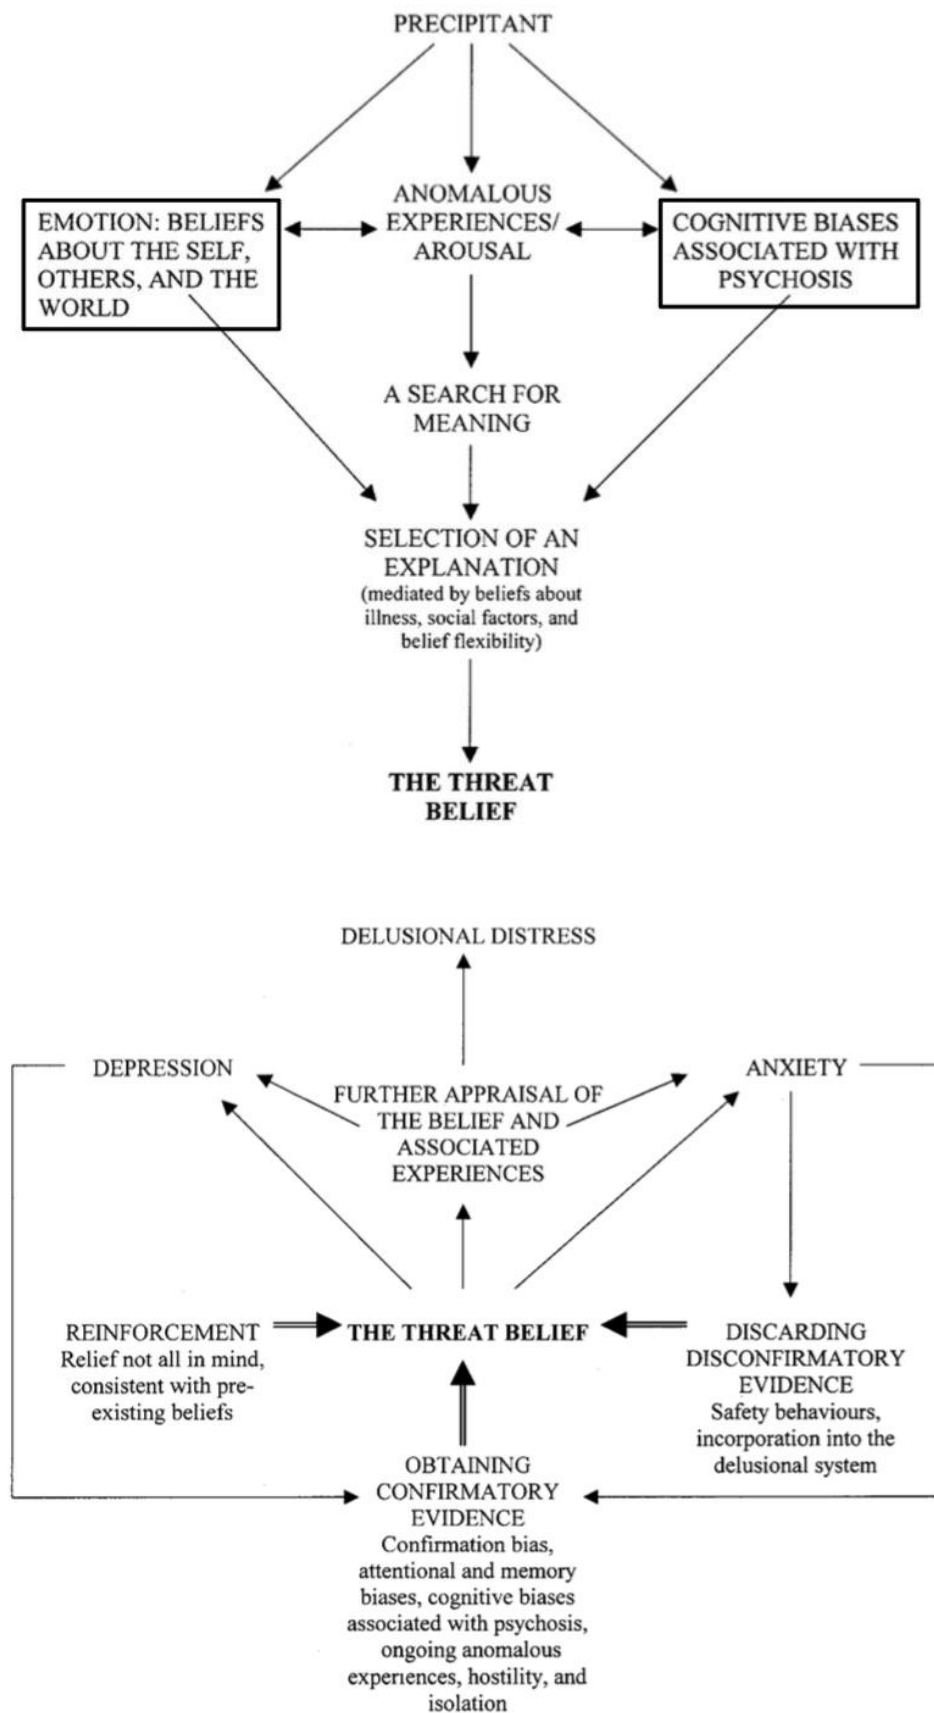 PRECIPITANT
EMOTION: BELIEFS
ABOUT THE SELF,
OTHERS, AND THE
WORLD
ANOMALOUS
EXPERIENCES/
AROUSAL
COGNITIVE BIASES
ASSOCIATED WITH
PSYCHOSIS
A SEARCH FOR
MEANING
SELECTION OF AN
EXPLANATION
(mediated by beliefs about
illness, social factors, and
belief flexibility)
THE THREAT
BELIEF
DELUSIONAL DISTRESS
DEPRESSION
FURTHER APPRAISAL OF
THE BELIEF AND
ASSOCIATED
EXPERIENCES
ANXIETY
REINFORCEMENT
Relief not all in mind,
consistent with pre-
existing beliefs
THE THREAT BELIEF
DISCARDING
DISCONFIRMATORY
EVIDENCE
Safety behaviours,
incorporation into the
delusional system
OBTAINING
CONFIRMATORY
EVIDENCE
Confirmation bias,
attentional and memory
biases, cognitive biases
associated with psychosis,
ongoing anomalous
experiences, hostility, and
isolation